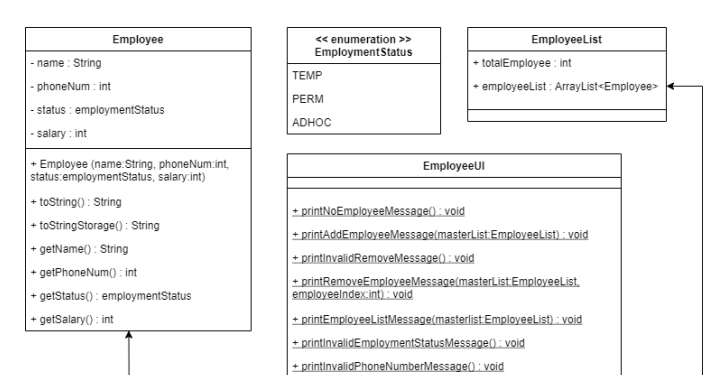 Employee
- name : String
- phoneNum : int
- status : employmentStatus
- salary : int
+ Employee (name:String, phoneNum:int,
status:employmentStatus, salary:int)
+ toString() : String
+ toStringStorage() : String
+ getName() : String
+ getPhoneNum() : int
+ getStatus() : employmentStatus
+ getSalary() : int
<< enumeration >>
EmploymentStatus
TEMP
PERM
ADHOC
EmployeeList
+ totalEmployee : int
+ employeeList : ArrayList<Employee>
EmployeeUI
+ printNoEmployeeMessage() : void
+ printAddEmployeeMessage(masterList:EmployeeList) : void
+ printInvalidRemoveMessage() : void
+ printRemoveEmployeeMessage(masterList:EmployeeList,
employeeIndex:int) : void
+ printEmployeeListMessage(masterlist:EmployeeList) : void
+ printInvalidEmploymentStatusMessage() : void
+ printInvalidPhoneNumberMessage() : void